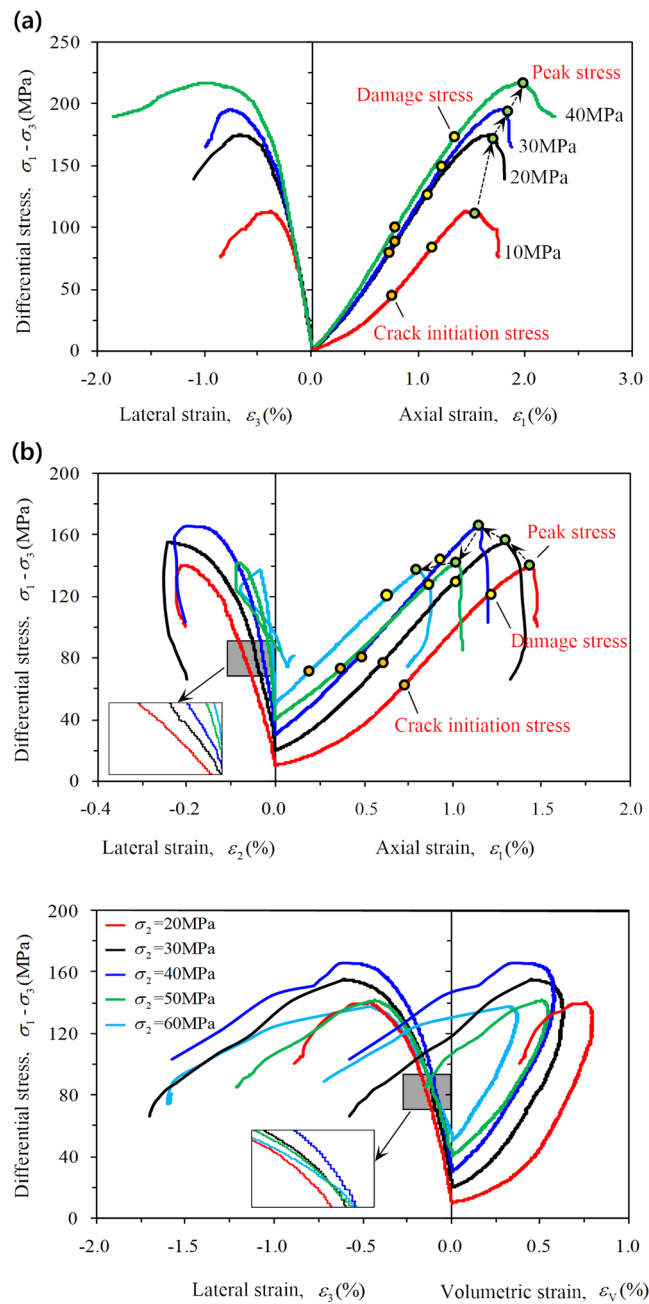 (a)
250
200
175
150
100
50
0
225
Differential stress, σ1 - σ3 (MPa)
Peak stress
Damage stress
40MPa
30MPa
20MPa
10MPa
Crack initiation stress
-2.0 -1.0 0.0 1.0 2.0 3.0
Lateral strain, ε3(%) Axial strain, ε1(%)
(b)
200
160
120
80
40
0
Differential stress, σ1 - σ3 (MPa)
Peak stress
Damage stress
Crack initiation stress
-0.4 -0.2 0.0 0.5 1.0 1.5 2.0
Lateral strain, ε2(%) Axial strain, ε1(%)
200
160
120
80
40
0
Differential stress, σ1 - σ3 (MPa)
σ2=20MPa
σ2=30MPa
σ2=40MPa
σ2=50MPa
σ2=60MPa
-2.0 -1.5 -1.0 -0.5 0.0 0.5 1.0
Lateral strain, ε3(%) Volumetric strain, εV(%)